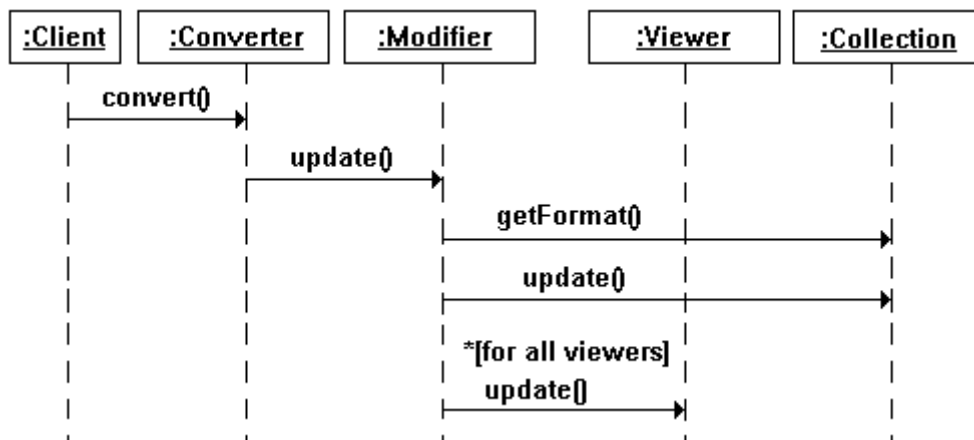 :Client
:Converter
:Modifier
:Viewer
:Collection
convert()
update()
getFormat()
update()
*[for all viewers]
update()